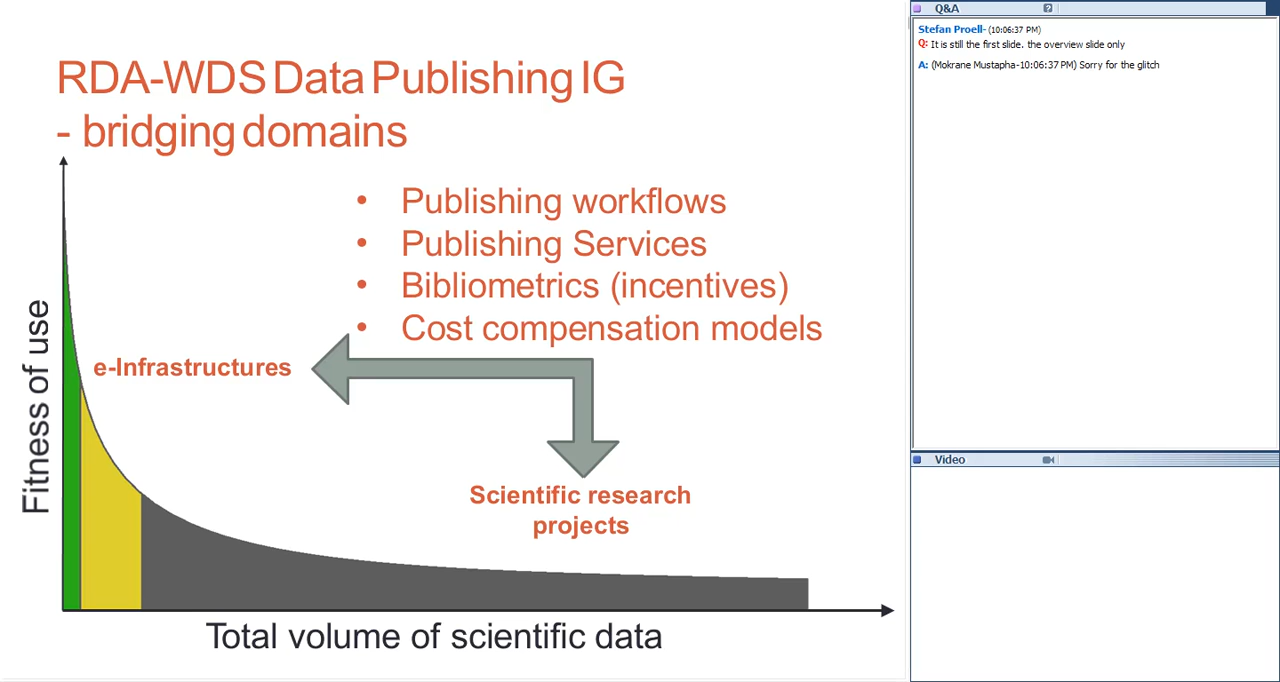 RDA-WDS Data Publishing IG
- bridging domains
• Publishing workflows
• Publishing Services
• Bibliometrics (incentives)
• Cost compensation models
e-Infrastructures
Scientific research
projects
Fitness of use
Total volume of scientific data
Q&A
?
Stefan Proell- (10:06:37 PM)
Q: It is still the first slide. the overview slide only
A: (Mokrane Mustapha-10:06:37 PM) Sorry for the glitch
Video